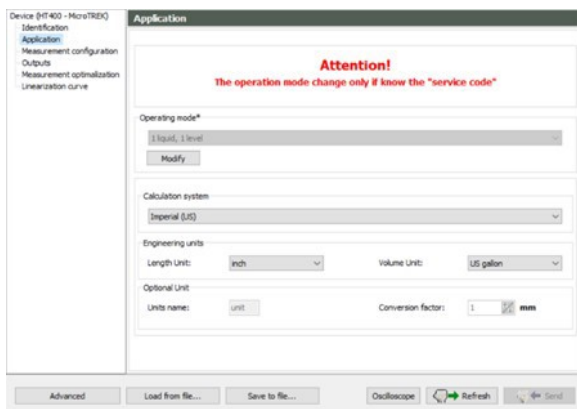 Device (HT400 - MicroTREK)
Identification
Application
Measurement configuration
Outputs
Measurement optimalization
Linearization curve
Application
Attention!
The operation mode change only if know the "service code"
Operating mode*
1 liquid, 1 level
Modify
Calculation system
Imperial (US)
Engineering units
Length Unit: inch Volume Unit: US gallon
Optional Unit
Units name: unit Conversion factor: 1 mm
Advanced Load from file... Save to file... Oscilloscope Refresh Send